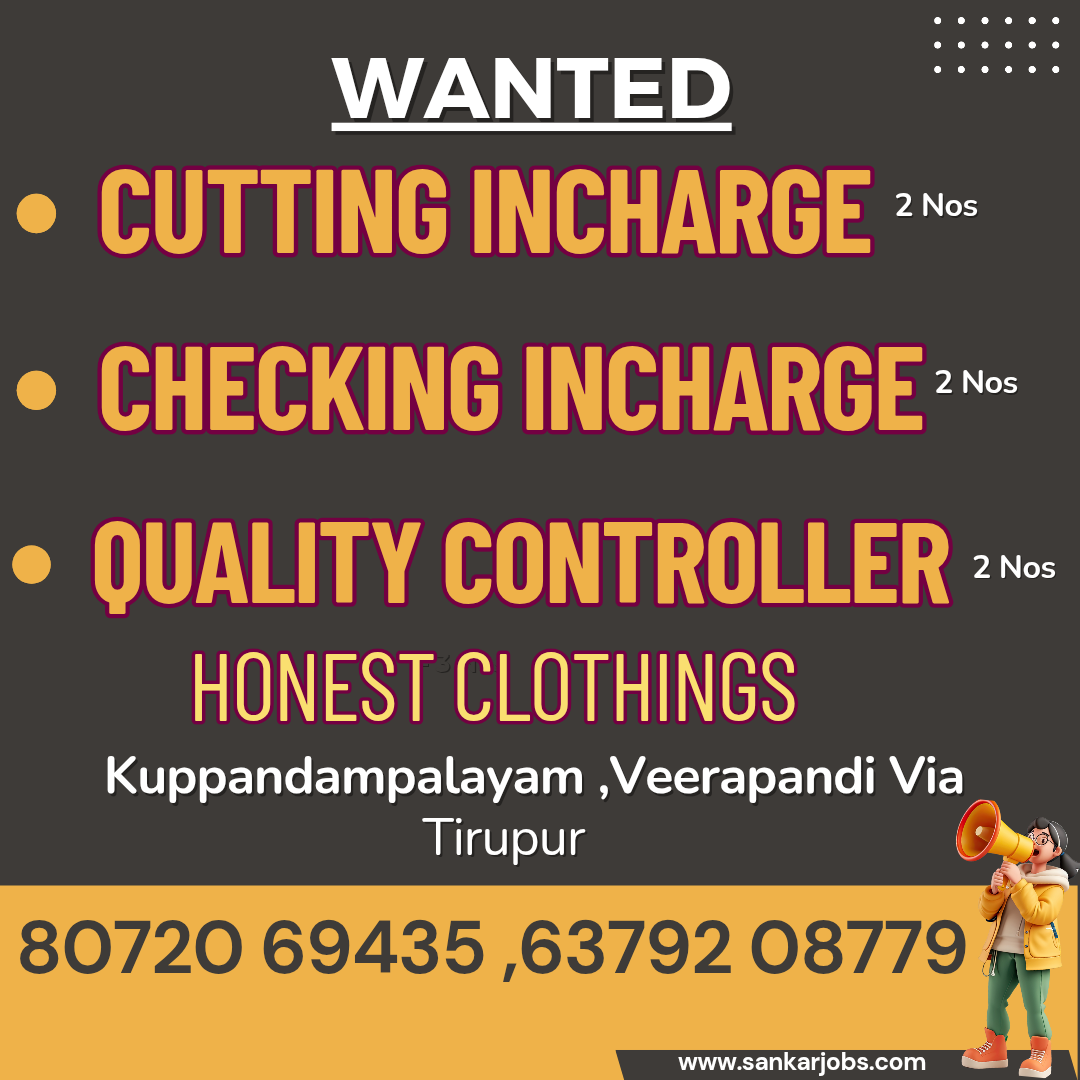 WANTED
CUTTING INCHARGE 2 Nos
CHECKING INCHARGE 2 Nos
QUALITY CONTROLLER 2 Nos
HONEST CLOTHINGS
Kuppandampalayam ,Veerapandi Via
Tirupur
80720 69435 ,63792 08779
www.sankarjobs.com